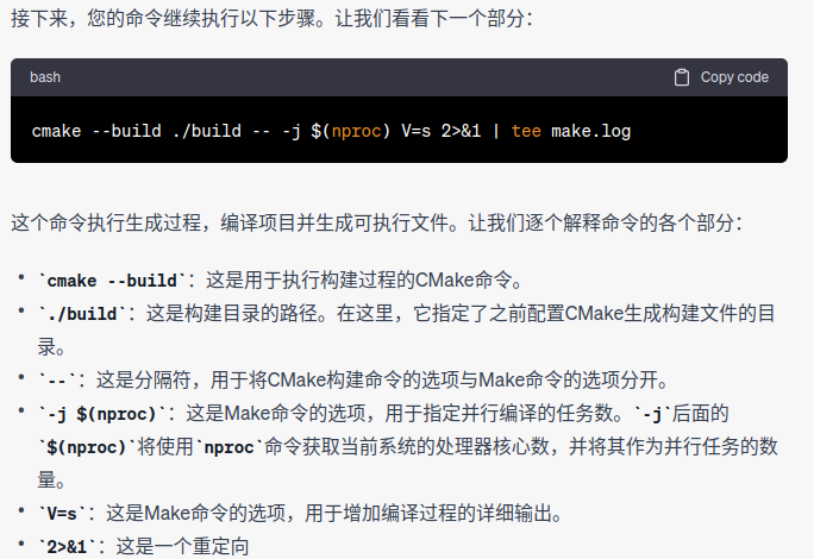 接下来，您的命令继续执行以下步骤。让我们看看下一个部分：
bash
Copy code
cmake --build ./build -- -j $(nproc) V=s 2>&1 | tee make.log
这个命令执行生成过程，编译项目并生成可执行文件。让我们逐个解释命令的各个部分：
• `cmake --build`：这是用于执行构建过程的CMake命令。
• `./build`：这是构建目录的路径。在这里，它指定了之前配置CMake生成构建文件的目
录。
• `--`：这是分隔符，用于将CMake构建命令的选项与Make命令的选项分开。
• `-j $(nproc)`：这是Make命令的选项，用于指定并行编译的任务数。`-j`后面的
`$(nproc)`将使用`nproc`命令获取当前系统的处理器核心数，并将其作为并行任务的数
量。
• `V=s`：这是Make命令的选项，用于增加编译过程的详细输出。
• `2>&1`：这是一个重定向